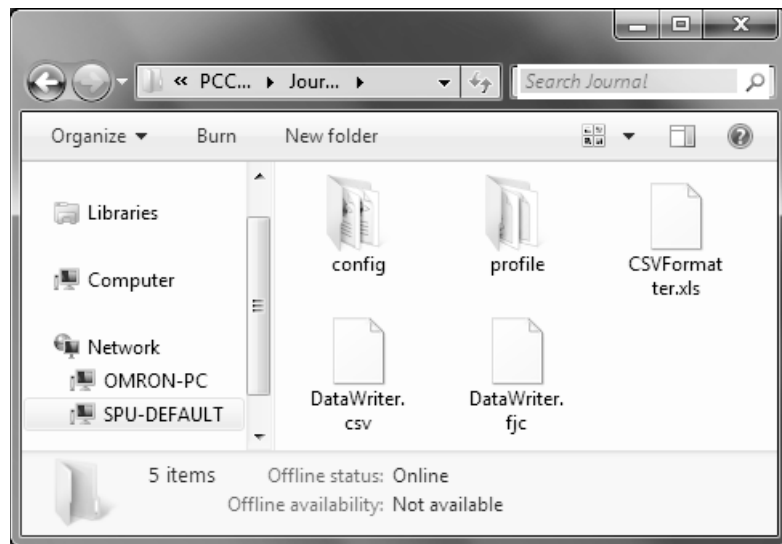 « PCC... ▸ Jour... ▸
Search Journal
Organize ▾ Burn New folder
Libraries
Computer
Network
OMRON-PC
SPU-DEFAULT
config
profile
CSVFormat
ter.xls
DataWriter.
csv
DataWriter.
fjc
5 items Offline status: Online
Offline availability: Not available